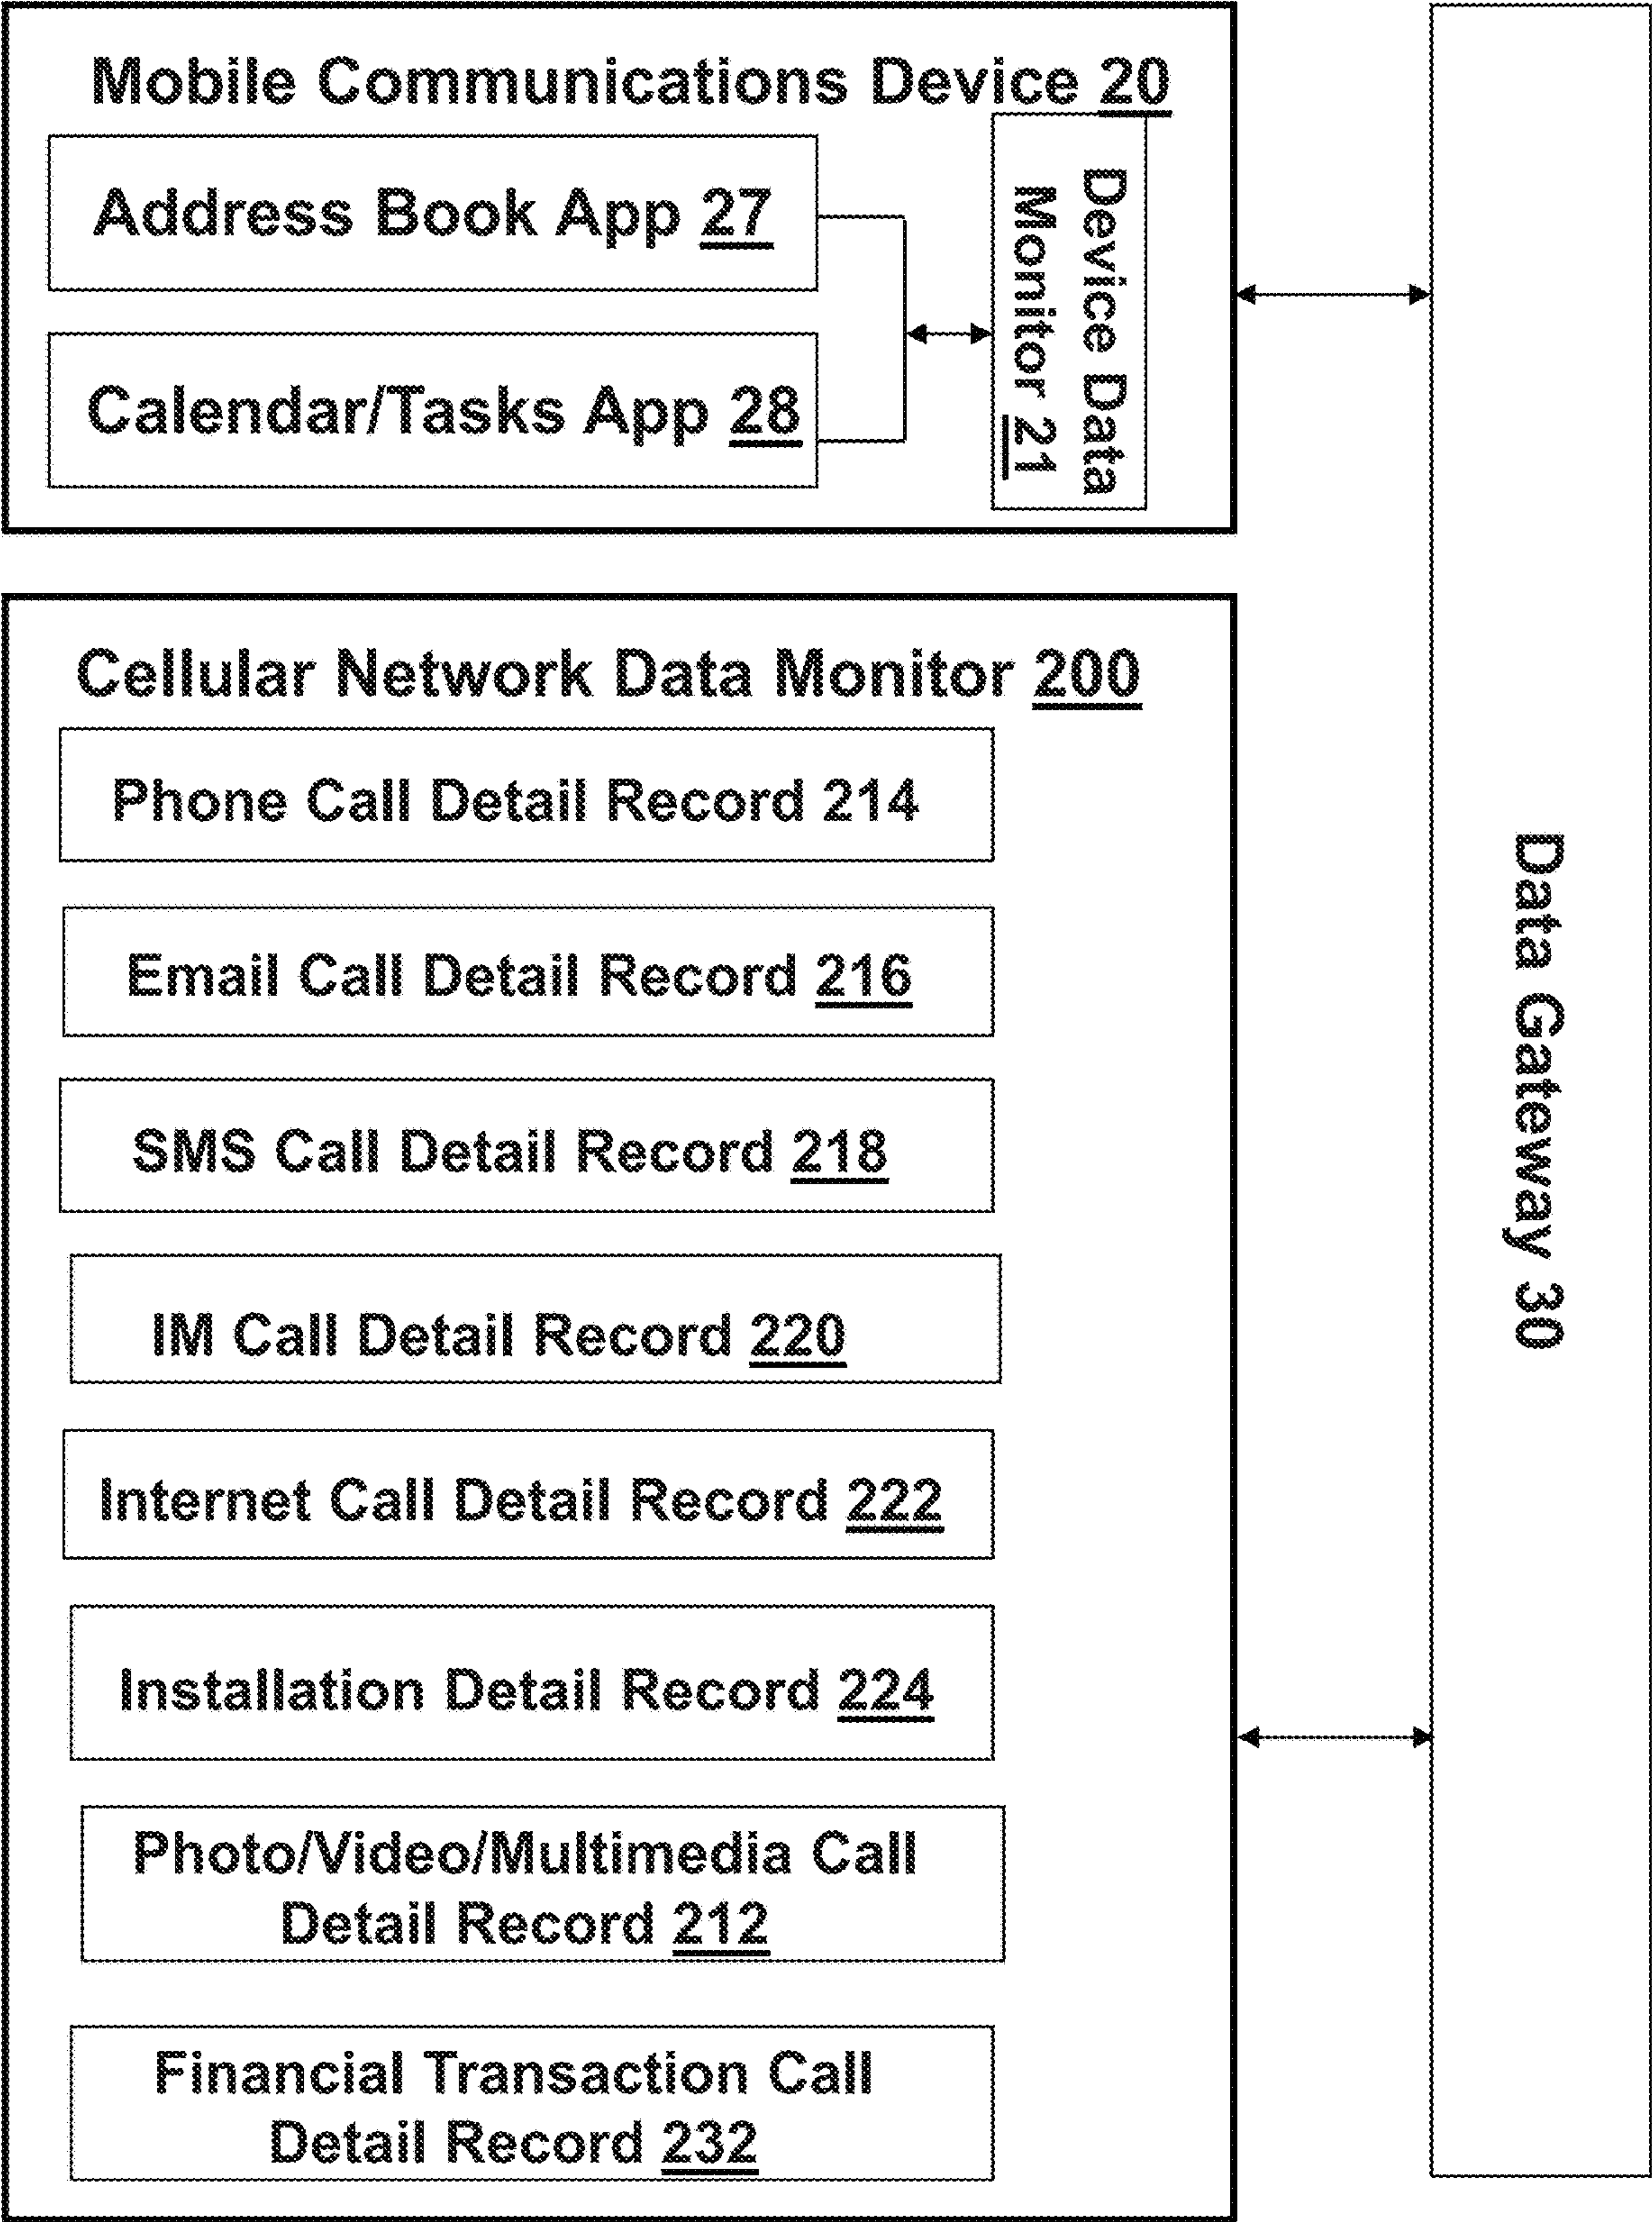 Mobile Communications Device 20
Address Book App 27
Calendar/Tasks App 28
Device Data
Monitor 21
Cellular Network Data Monitor 200
Phone Call Detail Record 214
Email Call Detail Record 216
SMS Call Detail Record 218
IM Call Detail Record 220
Internet Call Detail Record 222
Installation Detail Record 224
Photo/Video/Multimedia Call
Detail Record 212
Financial Transaction Call
Detail Record 232
Data Gateway 30